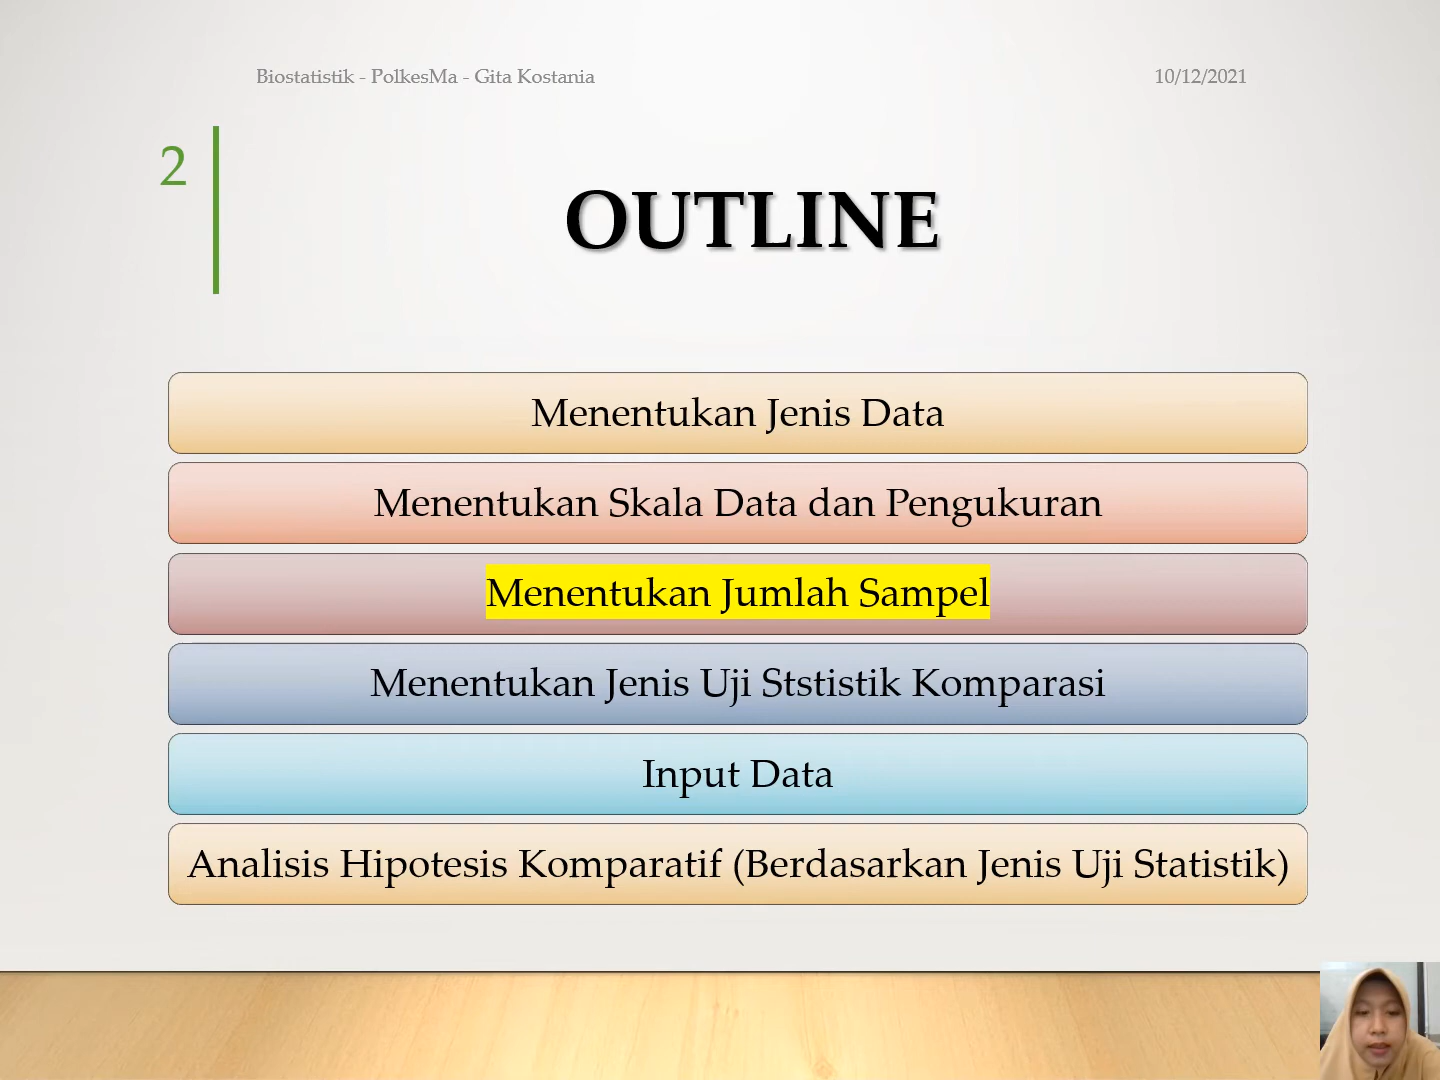 Biostatistik - PolkesMa - Gita Kostania
10/12/2021
2
OUTLINE
Menentukan Jenis Data
Menentukan Skala Data dan Pengukuran
Menentukan Jumlah Sampel
Menentukan Jenis Uji Ststistik Komparasi
Input Data
Analisis Hipotesis Komparatif (Berdasarkan Jenis Uji Statistik)